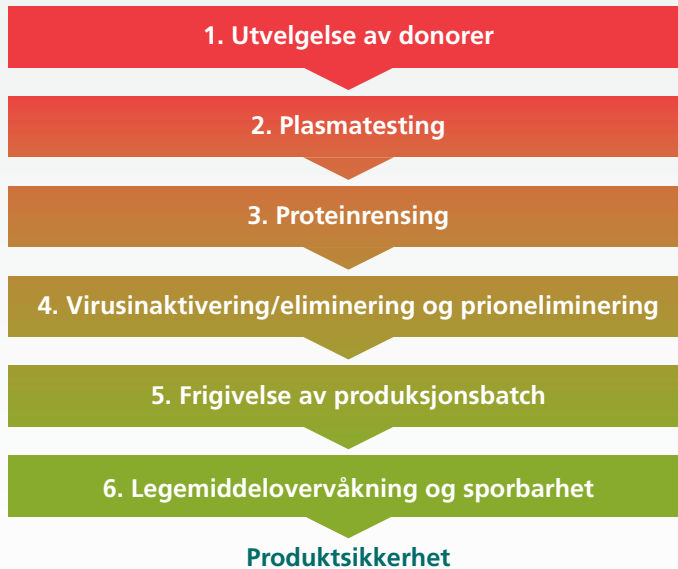 1. Utvelgelse av donorer
2. Plasmatesting
3. Proteinrensing
4. Virusinaktivering/eliminering og prioneliminering
5. Frigivelse av produksjonsbatch
6. Legemiddelovervåkning og sporbarhet
Produktsikkerhet